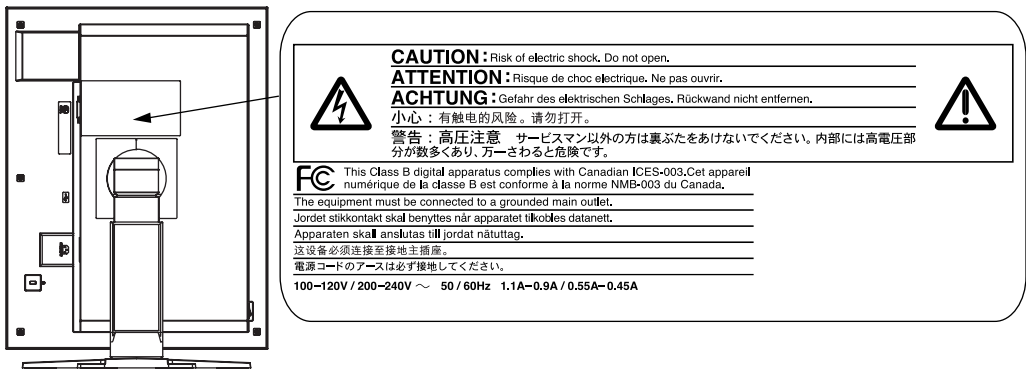 CAUTION : Risk of electric shock. Do not open.
ATTENTION : Risque de choc electrique. Ne pas ouvrir.
ACHTUNG : Gefahr des elektrischen Schlages. Rückwand nicht entfernen.
小心 : 有触电的风险。请勿打开。
警告 : 高圧注意 サービスマン以外の方は裏ぶたをあけないでください。内部には高電圧部
分が数多くあり、万一さわると危険です。
FC This Class B digital apparatus complies with Canadian ICES-003.Cet appareil
numérique de la classe B est conforme à la norme NMB-003 du Canada.
The equipment must be connected to a grounded main outlet.
Jordet stikkontakt skal benyttes når apparatet tilkobles datanett.
Apparaten skall anslutas till jordat nätuttag.
这设备必须连接至接地主插座。
電源コードのアースは必ず接地してください。
100–120V / 200–240V ～ 50 / 60Hz 1.1A–0.9A / 0.55A–0.45A